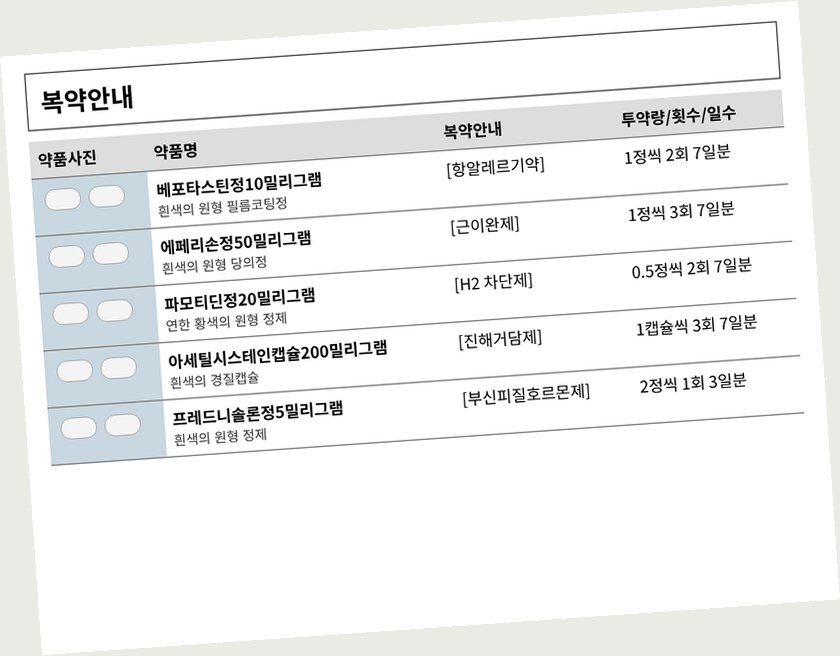 복약안내
약품사진 약품명 복약안내 투약량/횟수/일수
베포타스틴정10밀리그램 [항알레르기약] 1정씩 2회 7일분
흰색의 원형 필름코팅정
에페리손정50밀리그램 [근이완제] 1정씩 3회 7일분
흰색의 원형 당의정
파모티딘정20밀리그램 [H2 차단제] 0.5정씩 2회 7일분
연한 황색의 원형 정제
아세틸시스테인캡슐200밀리그램 [진해거담제] 1캡슐씩 3회 7일분
흰색의 경질캡슐
프레드니솔론정5밀리그램 [부신피질호르몬제] 2정씩 1회 3일분
흰색의 원형 정제